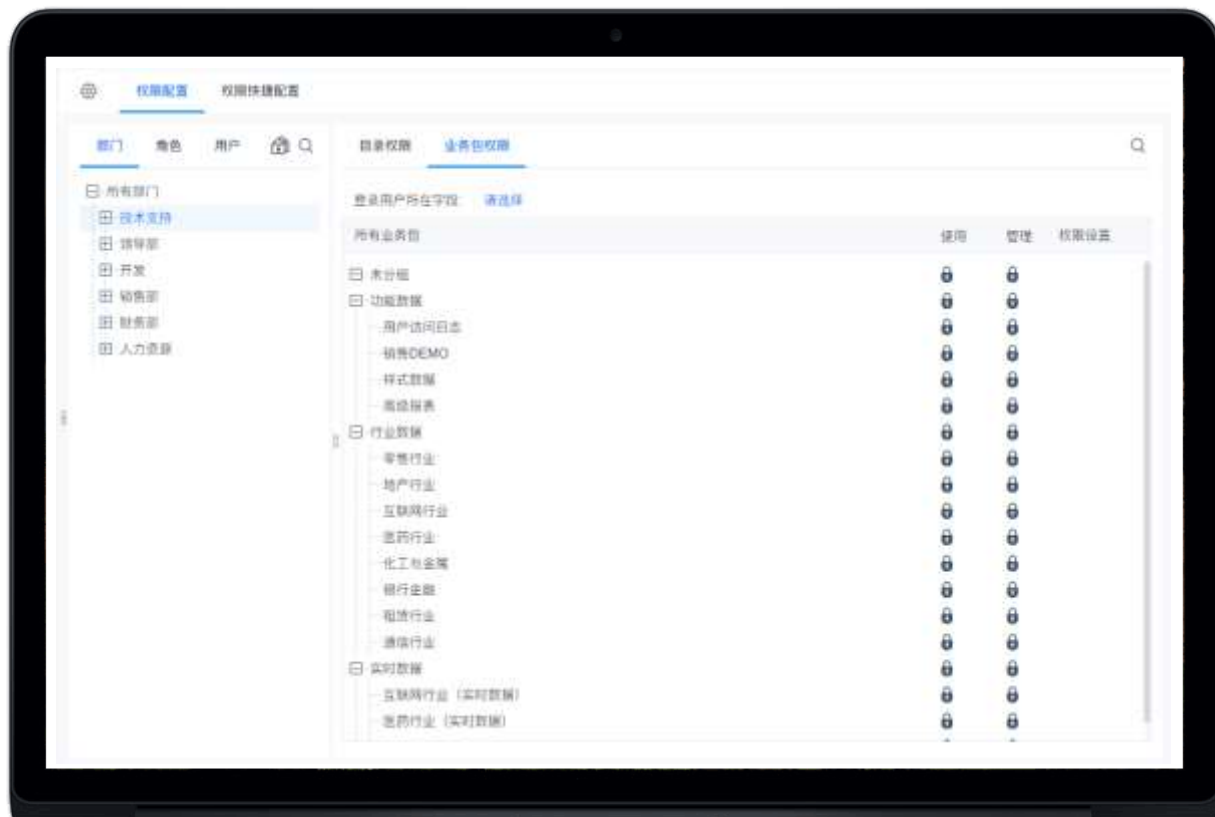 权限配置 权限快捷配置
部门 角色 用户
目录权限 业务包权限
所有部门
技术支持
领导部
开发
销售部
财务部
人力资源
登录用户所在字段 请选择
所有业务包 使用 管理 权限设置
未分组
功能数据
用户访问日志
销售DEMO
样式数据
高级报表
行业数据
零售行业
地产行业
互联网行业
医药行业
化工与金属
银行金融
租赁行业
通信行业
实时数据
互联网行业（实时数据）
医药行业（实时数据）